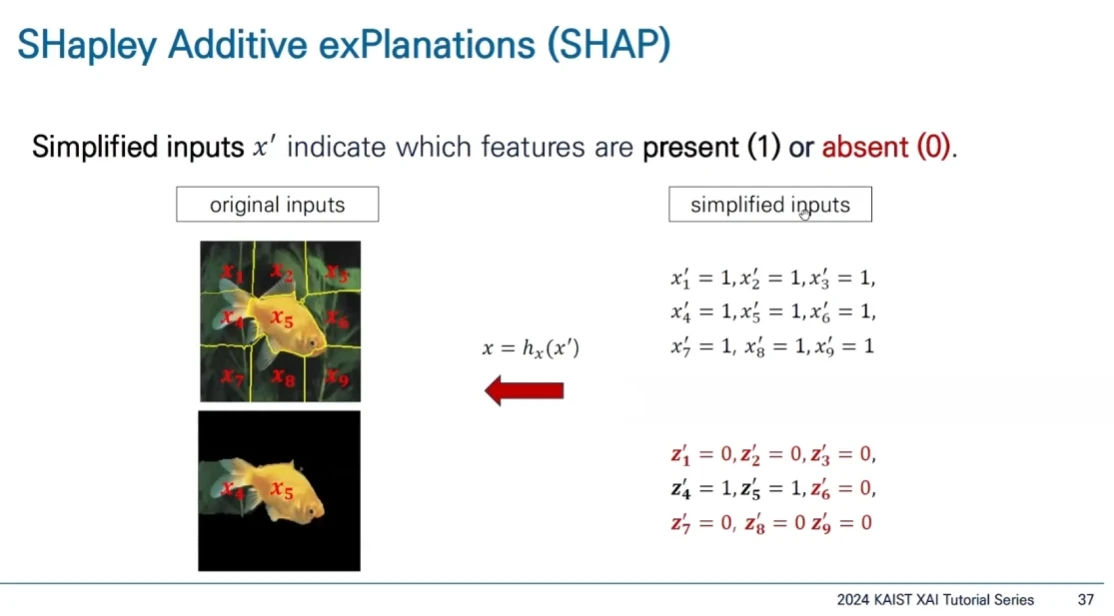 SHapley Additive exPlanations (SHAP)
Simplified inputs x′ indicate which features are present (1) or absent (0).
original inputs
simplified inputs
x₁ x₂ x₃
x₄ x₅ x₆
x₇ x₈ x₉
x = hₓ(x′)
x′₁ = 1, x′₂ = 1, x′₃ = 1,
x′₄ = 1, x′₅ = 1, x′₆ = 1,
x′₇ = 1, x′₈ = 1, x′₉ = 1
x₄ x₅
z′₁ = 0, z′₂ = 0, z′₃ = 0,
z′₄ = 1, z′₅ = 1, z′₆ = 0,
z′₇ = 0, z′₈ = 0 z′₉ = 0
2024 KAIST XAI Tutorial Series 37